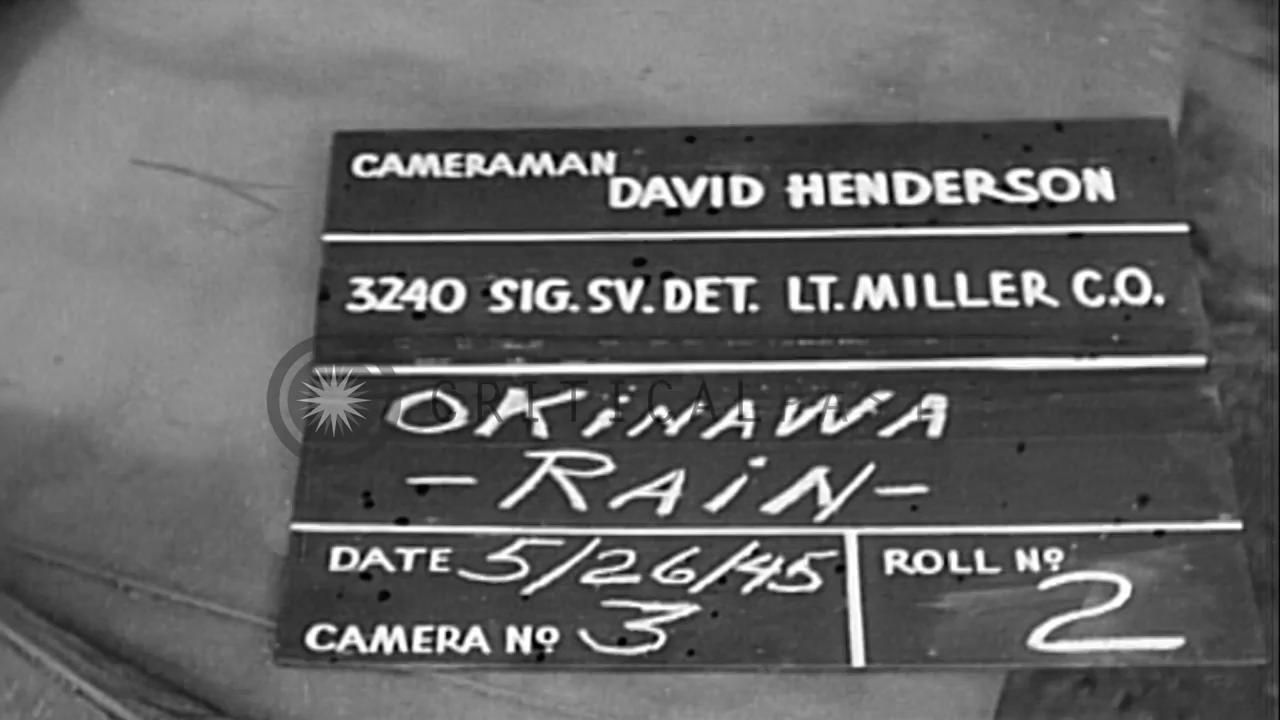 CAMERAMAN DAVID HENDERSON
3240 SIG. SV. DET. LT. MILLER C.O.
OKiNAWA
- RAiN -
DATE 5/26/45
ROLL Nº 2
CAMERA Nº 3
CRITICALPAST